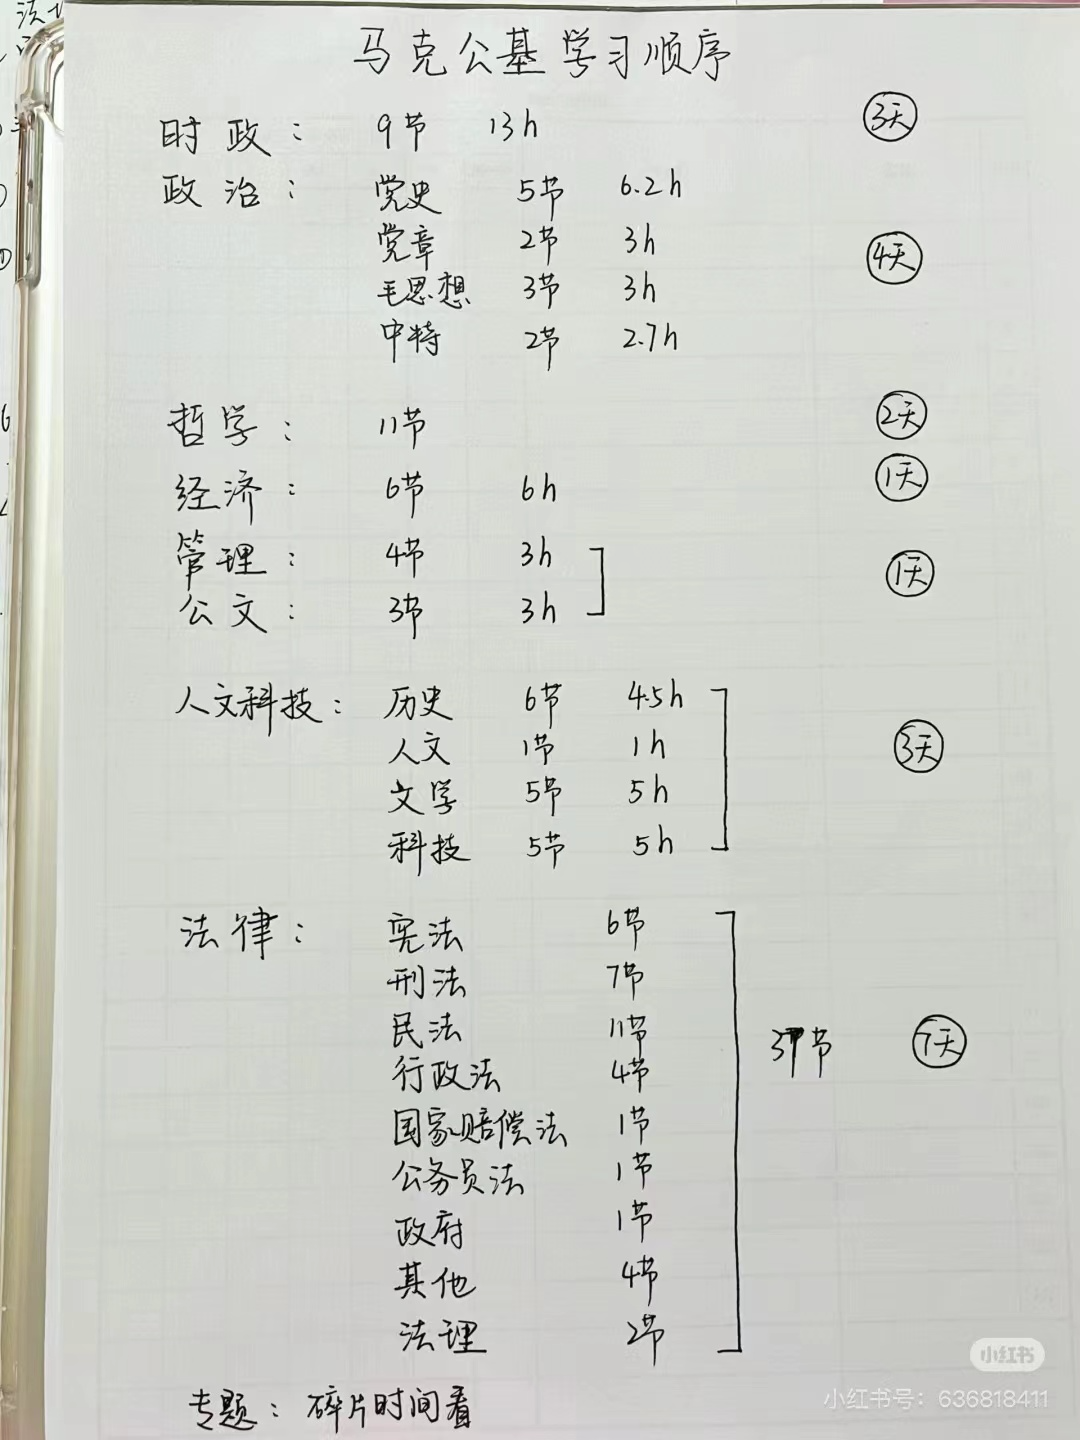 马克公基学习顺序
时政： 9节 13h 3天
政治： 党史 5节 6.2h
党章 2节 3h 4天
毛思想 3节 3h
中特 2节 2.7h
哲学： 11节 2天
经济： 6节 6h 1天
管理： 4节 3h 1天
公文： 3节 3h
人文科技： 历史 6节 4.5h
人文 1节 1h 3天
文学 5节 5h
科技 5节 5h
法律： 宪法 6节
刑法 7节
民法 11节 37节 7天
行政法 4节
国家赔偿法 1节
公务员法 1节
政府 1节
其他 4节
法理 2节
专题：碎片时间看
小红书
小红书号：636818411